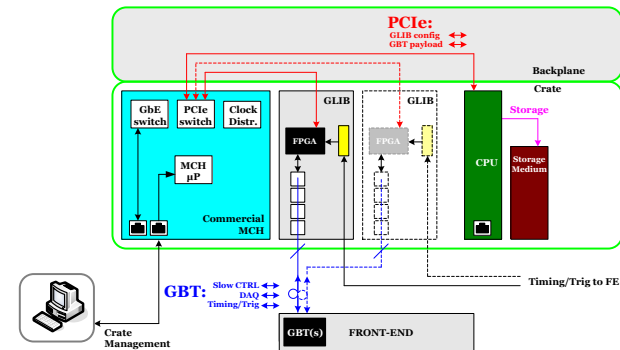 PCIe:
GLIB config
GBT payload
Backplane
Crate
GbE
switch
PCIe
switch
Clock
Distr.
MCH
μP
Commercial
MCH
GLIB
FPGA
GLIB
FPGA
CPU
Storage
Storage
Medium
GBT:
Slow CTRL
DAQ
Timing/Trig
Timing/Trig to FE
Crate
Management
GBT(s)
FRONT-END